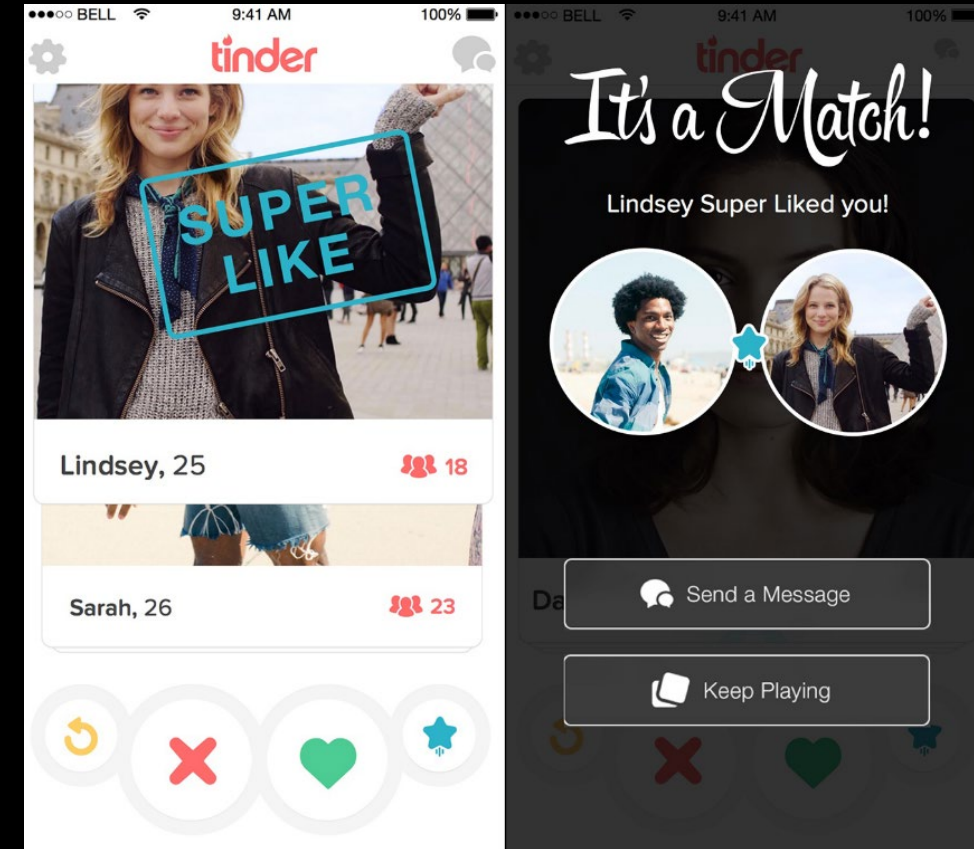 BELL 9:41 AM 100%
tinder
SUPER
LIKE
Lindsey, 25 18
Sarah, 26 23
BELL 9:41 AM 100%
tinder
It's a Match!
Lindsey Super Liked you!
Da
Send a Message
Keep Playing